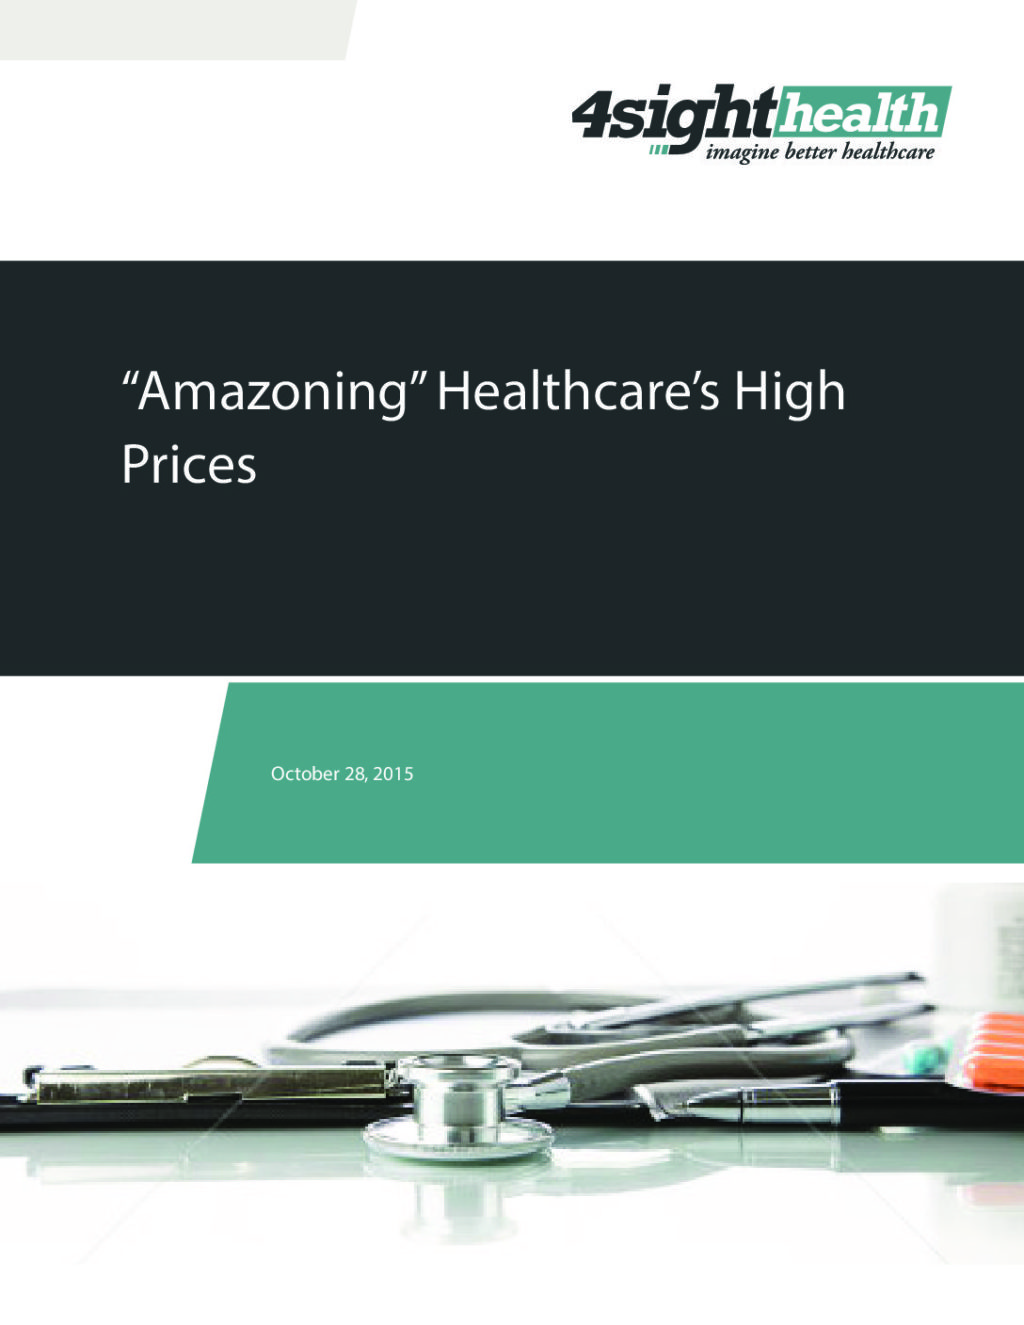 4sighthealth
imagine better healthcare
“Amazoning” Healthcare’s High
Prices
October 28, 2015